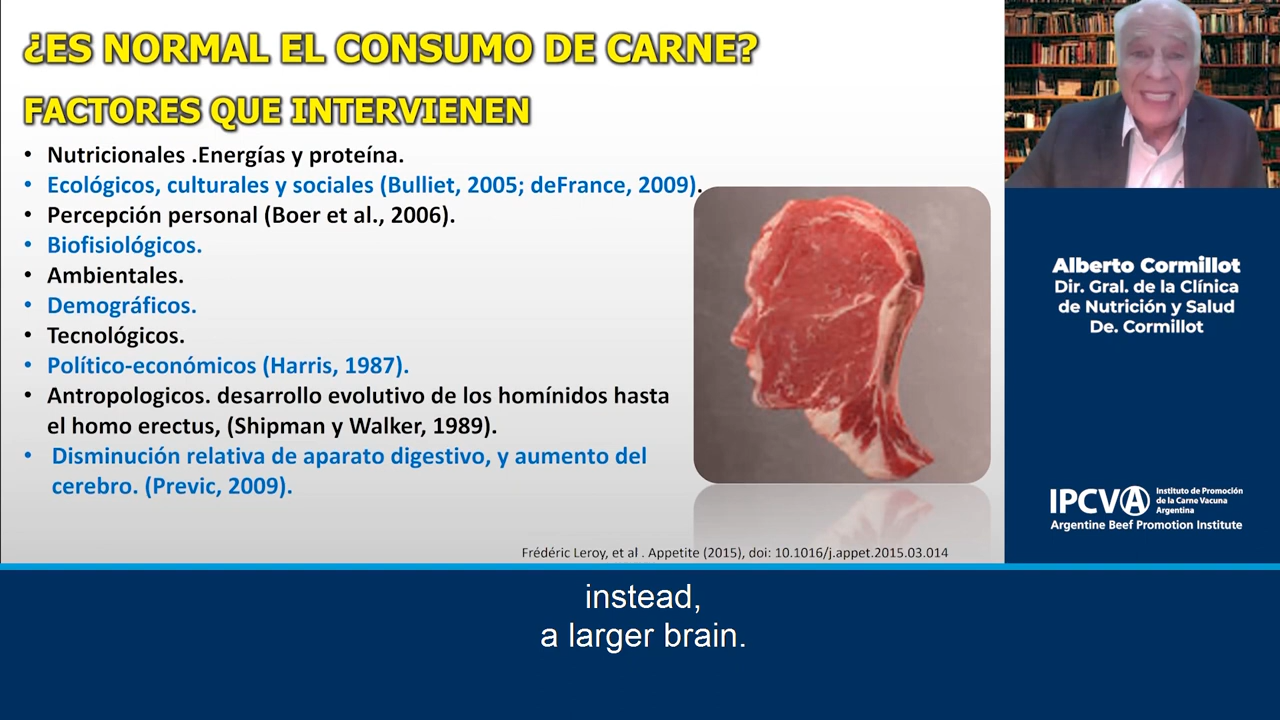 ¿ES NORMAL EL CONSUMO DE CARNE?
FACTORES QUE INTERVIENEN
• Nutricionales .Energías y proteína.
• Ecológicos, culturales y sociales (Bulliet, 2005; deFrance, 2009).
• Percepción personal (Boer et al., 2006).
• Biofisiológicos.
• Ambientales.
• Demográficos.
• Tecnológicos.
• Político-económicos (Harris, 1987).
• Antropologicos. desarrollo evolutivo de los homínidos hasta
el homo erectus, (Shipman y Walker, 1989).
• Disminución relativa de aparato digestivo, y aumento del
cerebro. (Previc, 2009).
Frédéric Leroy, et al . Appetite (2015), doi: 10.1016/j.appet.2015.03.014
Alberto Cormillot
Dir. Gral. de la Clínica
de Nutrición y Salud
De. Cormillot
IPCVA
Instituto de Promoción
de la Carne Vacuna
Argentina
Argentine Beef Promotion Institute
instead,
a larger brain.